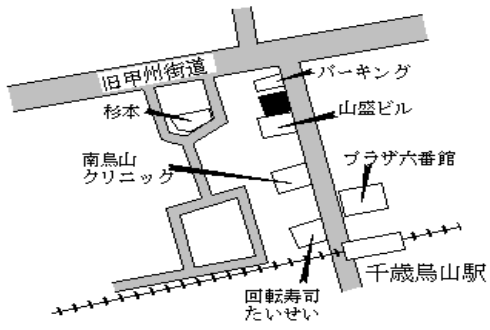 旧甲州街道
パーキング
杉本
山盛ビル
南烏山
クリニック
プラザ六番館
千歳烏山駅
回転寿司
たいせい